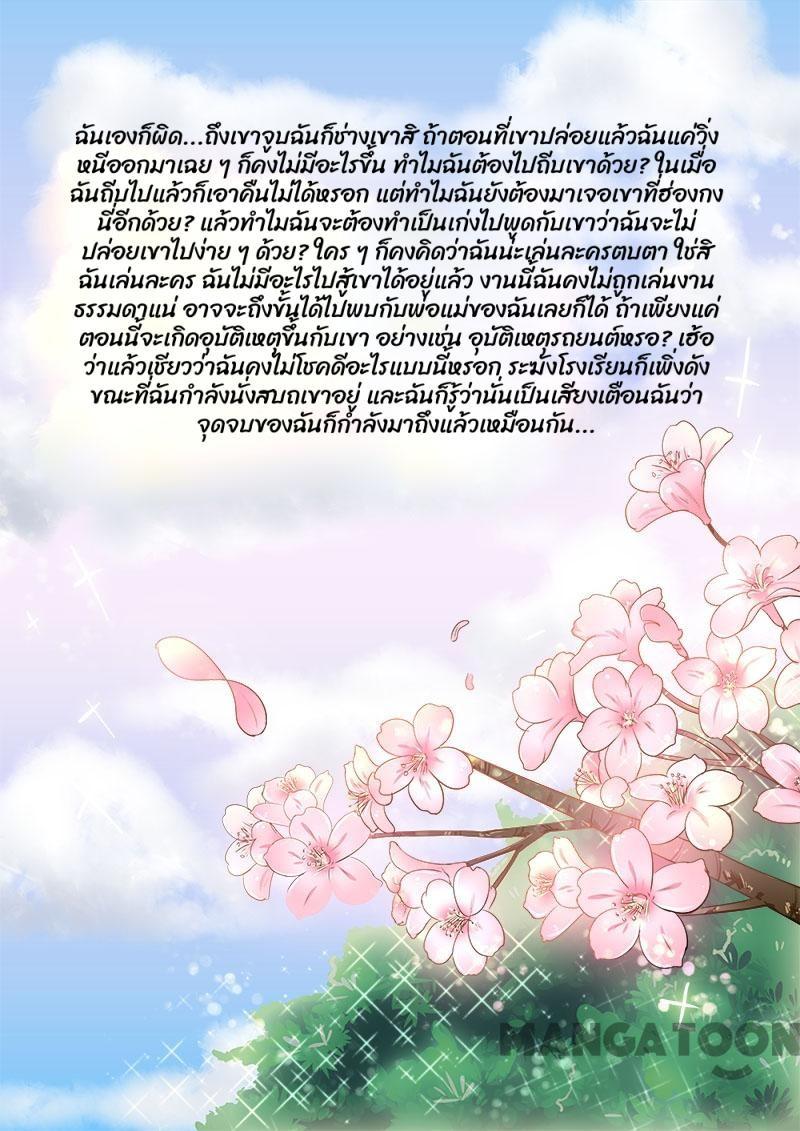 ฉันเองก็ผิด...ถึงเขาจูบฉันก็ช่างเขาสิ ถ้าตอนที่เขาปล่อยแล้วฉันแค่วิ่ง
หนีออกมาเฉย ๆ ก็คงไม่มีอะไรขึ้น ทำไมฉันต้องไปถีบเขาด้วย? ในเมื่อ
ฉันถีบไปแล้วก็เอาคืนไม่ได้หรอก แต่ทำไมฉันยังต้องมาเจอเขาที่ฮ่องกง
นี่อีกด้วย? แล้วทำไมฉันจะต้องทำเป็นเก่งไปพูดกับเขาว่าฉันจะไม่
ปล่อยเขาไปง่าย ๆ ด้วย? ใคร ๆ ก็คงคิดว่าฉันน่ะเล่นละครตบตา ใช่สิ
ฉันเล่นละคร ฉันไม่มีอะไรไปสู้เขาได้อยู่แล้ว งานนี้ฉันคงไม่ถูกเล่นงาน
ธรรมดาแน่ อาจจะถึงขั้นได้ไปพบกับพ่อแม่ของฉันเลยก็ได้ ถ้าเพียงแค่
ตอนนี้จะเกิดอุบัติเหตุขึ้นกับเขา อย่างเช่น อุบัติเหตุรถยนต์หรอ? เฮ้อ
ว่าแล้วเชียวว่าฉันคงไม่โชคดีอะไรแบบนี้หรอก ระฆังโรงเรียนก็เพิ่งดัง
ขณะที่ฉันกำลังนั่งสบถเขาอยู่ และฉันก็รู้ว่านั่นเป็นเสียงเตือนฉันว่า
จุดจบของฉันก็กำลังมาถึงแล้วเหมือนกัน...
MANGATOON